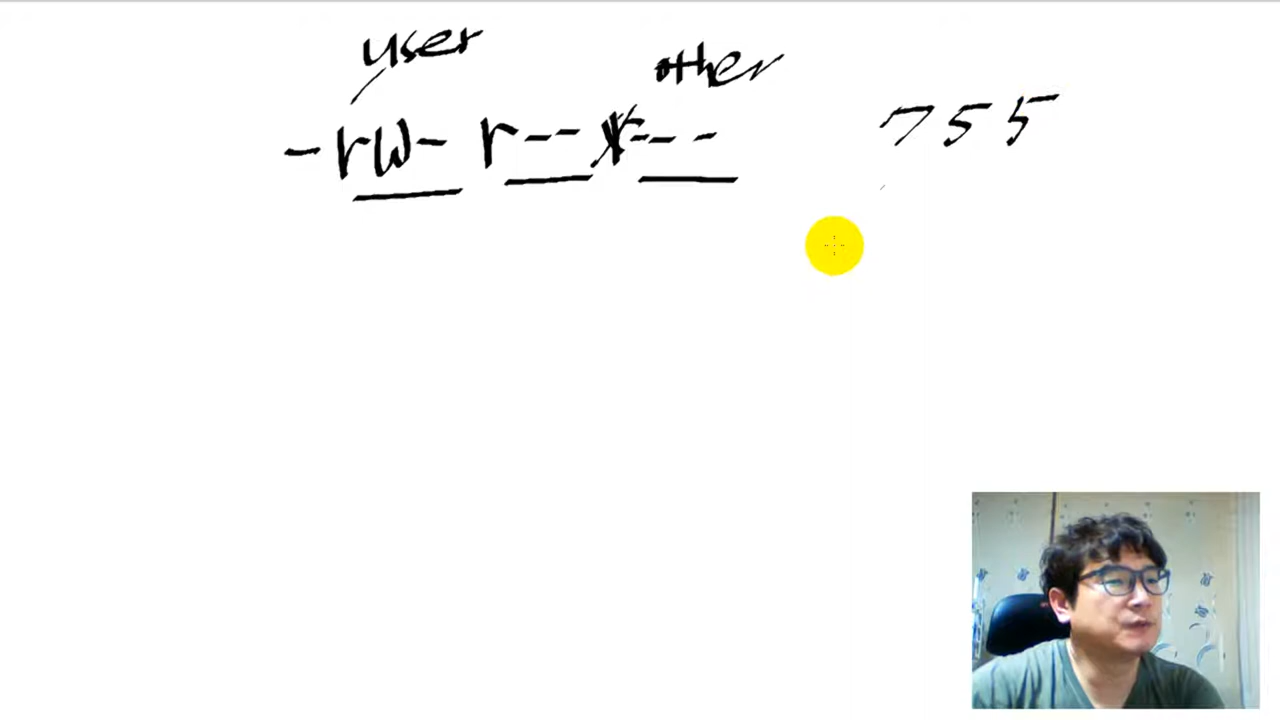 user other
-rw- r-- --- 755